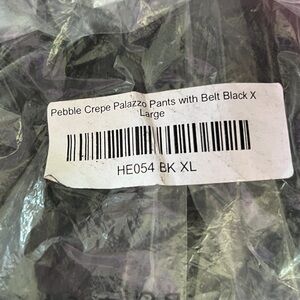 Pebble Crepe Palazzo Pants with Belt Black X
Large
HE054 BK XL